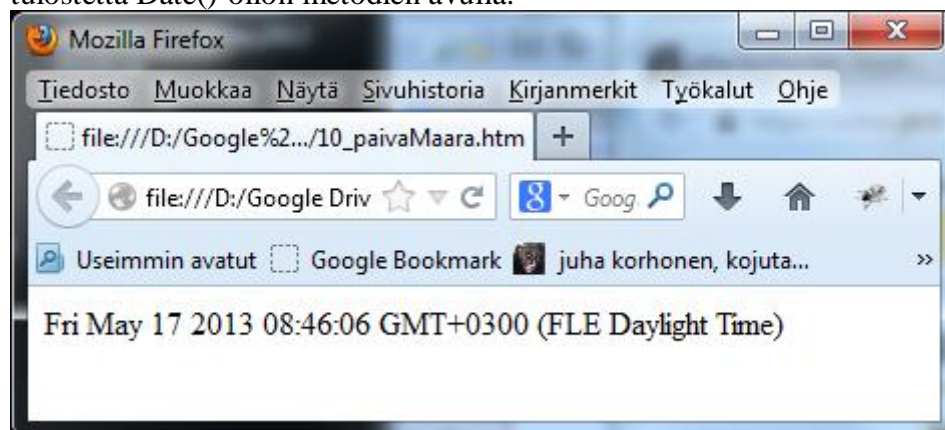 tulostetta Date()-olion metodien avulla.
Mozilla Firefox
Tiedosto Muokkaa Näytä Sivuhistoria Kirjanmerkit Työkalut Ohje
file:///D:/Google%2.../10_paivaMaara.htm
file:///D:/Google Driv Goog
Useimmin avatut Google Bookmark juha korhonen, kojuta...
Fri May 17 2013 08:46:06 GMT+0300 (FLE Daylight Time)